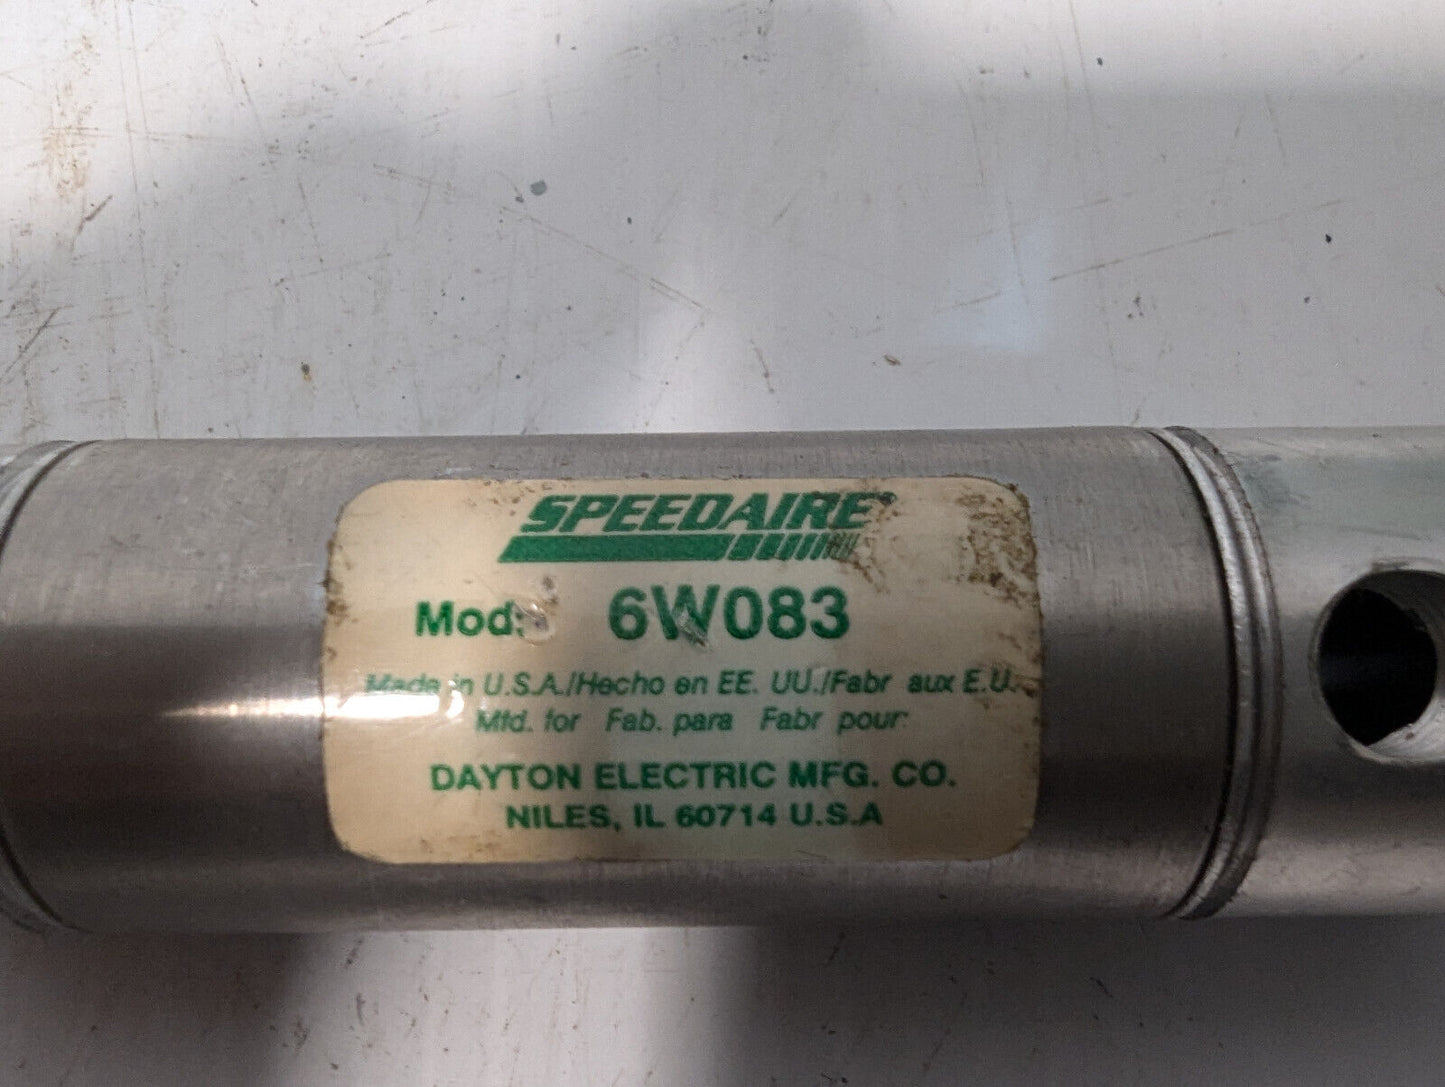 SPEEDAIRE®
Mod: 6W083
Made in U.S.A./Hecho en EE. UU./Fabr aux E.U.
Mfd. for Fab. para Fabr pour:
DAYTON ELECTRIC MFG. CO.
NILES, IL 60714 U.S.A